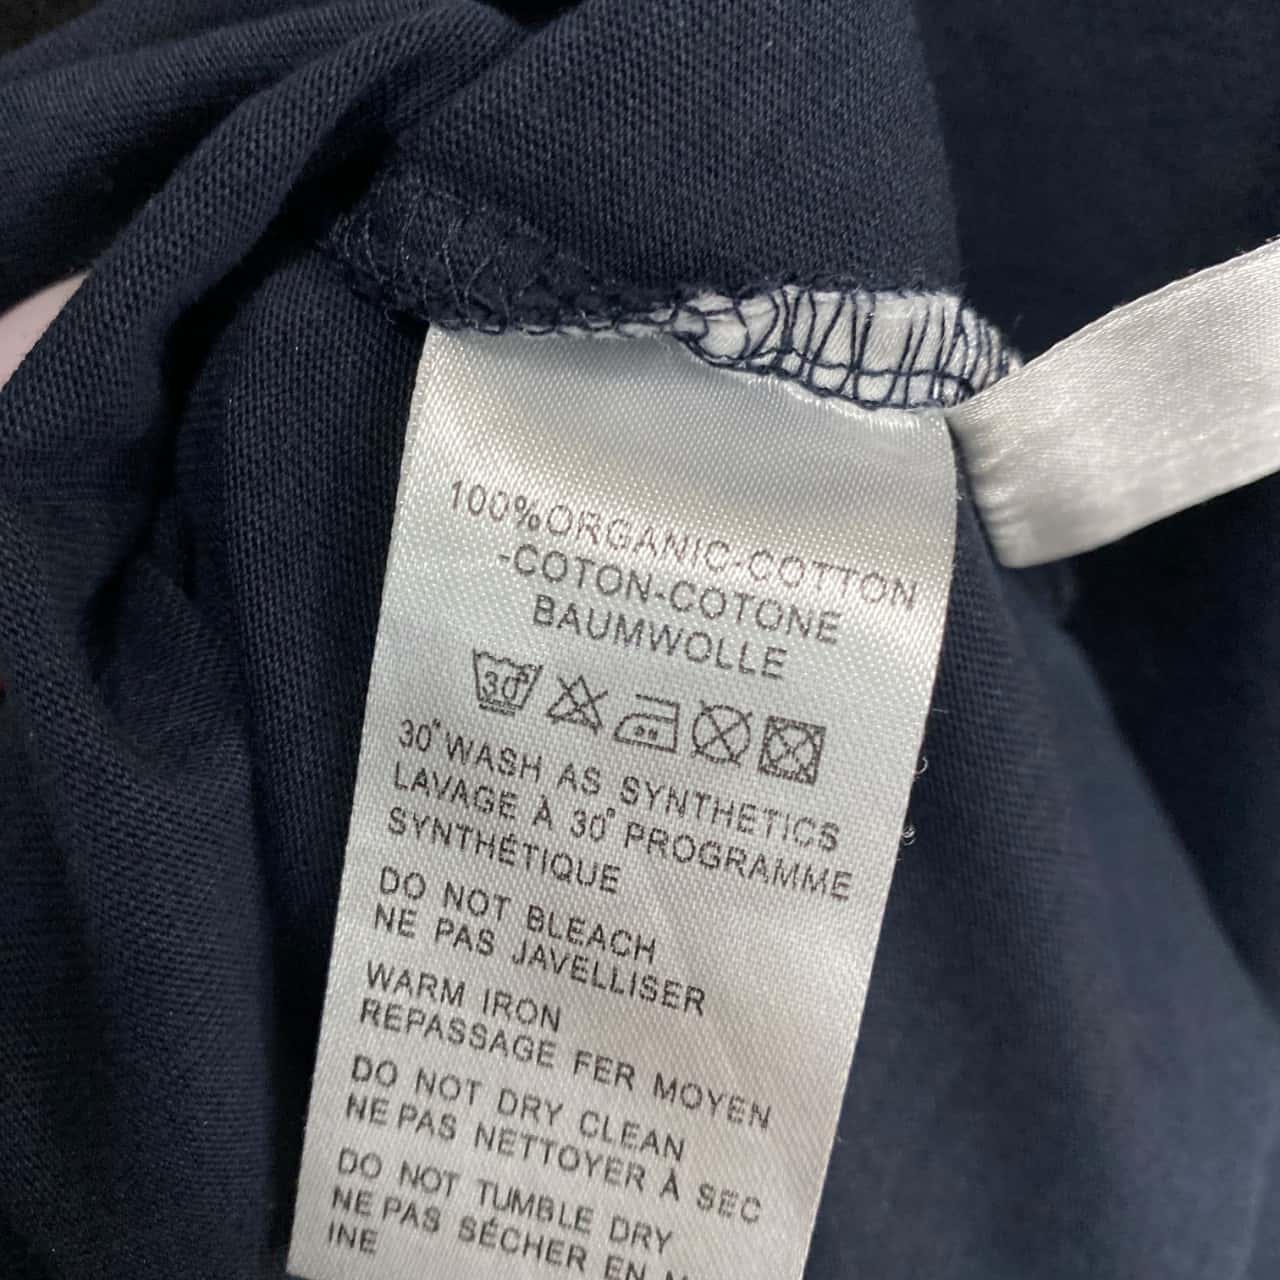 100%ORGANIC-COTTON
-COTON-COTONE
BAUMWOLLE
30°
30°WASH AS SYNTHETICS
LAVAGE À 30° PROGRAMME
SYNTHÉTIQUE
DO NOT BLEACH
NE PAS JAVELLISER
WARM IRON
REPASSAGE FER MOYEN
DO NOT DRY CLEAN
NE PAS NETTOYER À SEC
DO NOT TUMBLE DRY
NE PAS SÉCHER EN
INE